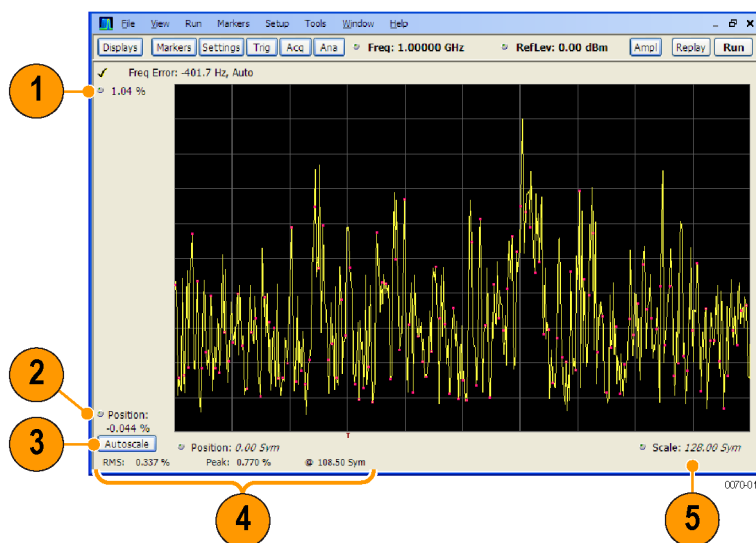 File View Run Markers Setup Tools Window Help
Displays Markers Settings Trig Acq Ana Freq: 1.00000 GHz RefLev: 0.00 dBm Ampl Replay Run
Freq Error: -401.7 Hz, Auto
1
1.04 %
2
Position:
-0.044 %
3
Autoscale
Position: 0.00 Sym
Scale: 128.00 Sym
RMS: 0.337 % Peak: 0.770 % @ 108.50 Sym
T
4
5